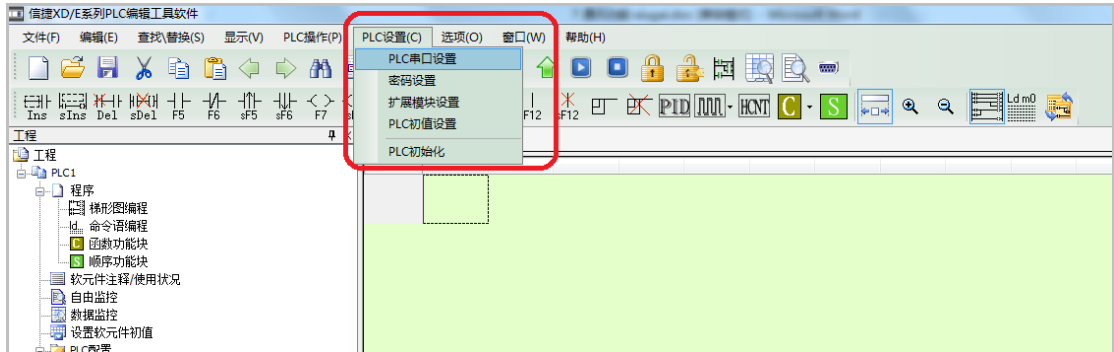 信捷XD/E系列PLC编辑工具软件
文件(F) 编辑(E) 查找\替换(S) 显示(V) PLC操作(P) PLC设置(C) 选项(O) 窗口(W) 帮助(H)
PLC串口设置
密码设置
扩展模块设置
PLC初值设置
PLC初始化
Ins sIns Del sDel F5 F6 sF5 sF6 F7 F12 sF12 PID HCNT C S Ld m0
工程
工程
PLC1
程序
梯形图编程
命令语编程
函数功能块
顺序功能块
软元件注释/使用状况
自由监控
数据监控
设置软元件初值
PLC配置